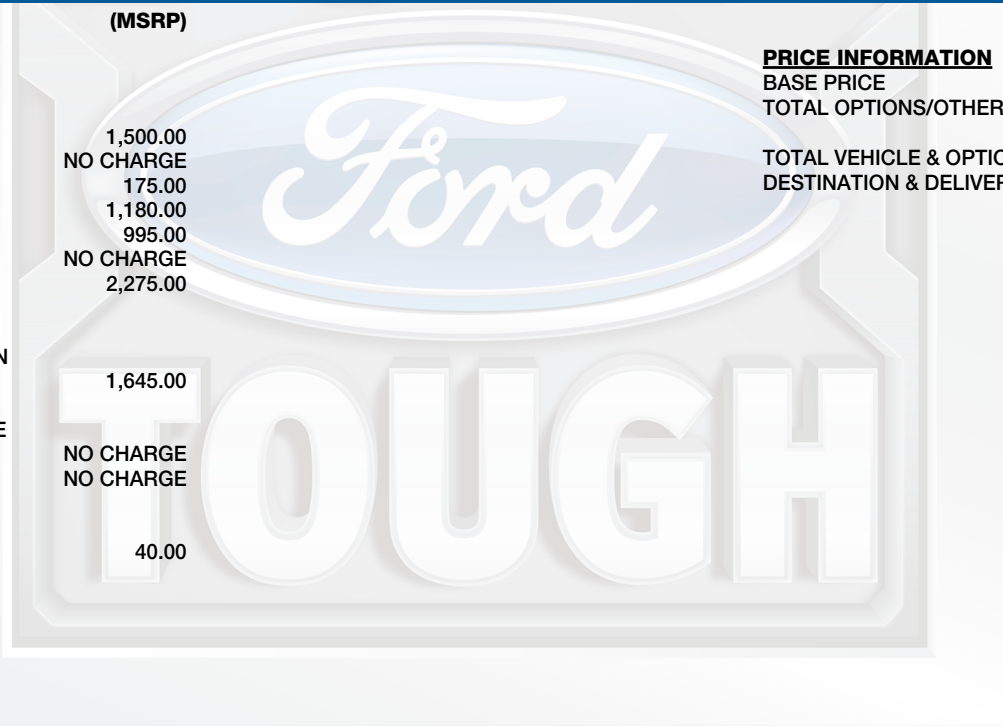 (MSRP)
1,500.00
NO CHARGE
175.00
1,180.00
995.00
NO CHARGE
2,275.00
N
1,645.00
E
NO CHARGE
NO CHARGE
40.00
PRICE INFORMATION
BASE PRICE
TOTAL OPTIONS/OTHER
TOTAL VEHICLE & OPTIO
DESTINATION & DELIVER
Ford
TOUGH